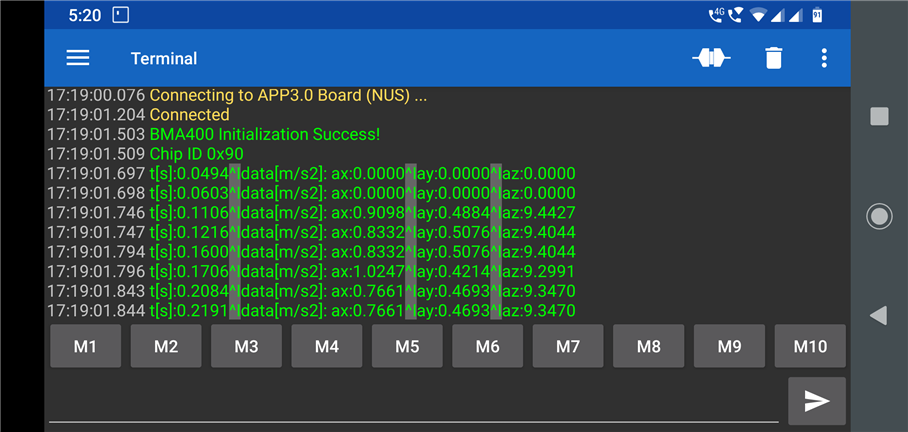 5:20 4G 91
Terminal
17:19:00.076 Connecting to APP3.0 Board (NUS) ...
17:19:01.204 Connected
17:19:01.503 BMA400 Initialization Success!
17:19:01.509 Chip ID 0x90
17:19:01.697 t[s]:0.0494^Idata[m/s2]: ax:0.0000^Iay:0.0000^Iaz:0.0000
17:19:01.698 t[s]:0.0603^Idata[m/s2]: ax:0.0000^Iay:0.0000^Iaz:0.0000
17:19:01.746 t[s]:0.1106^Idata[m/s2]: ax:0.9098^Iay:0.4884^Iaz:9.4427
17:19:01.747 t[s]:0.1216^Idata[m/s2]: ax:0.8332^Iay:0.5076^Iaz:9.4044
17:19:01.794 t[s]:0.1600^Idata[m/s2]: ax:0.8332^Iay:0.5076^Iaz:9.4044
17:19:01.796 t[s]:0.1706^Idata[m/s2]: ax:1.0247^Iay:0.4214^Iaz:9.2991
17:19:01.843 t[s]:0.2084^Idata[m/s2]: ax:0.7661^Iay:0.4693^Iaz:9.3470
17:19:01.844 t[s]:0.2191^Idata[m/s2]: ax:0.7661^Iay:0.4693^Iaz:9.3470
M1 M2 M3 M4 M5 M6 M7 M8 M9 M10